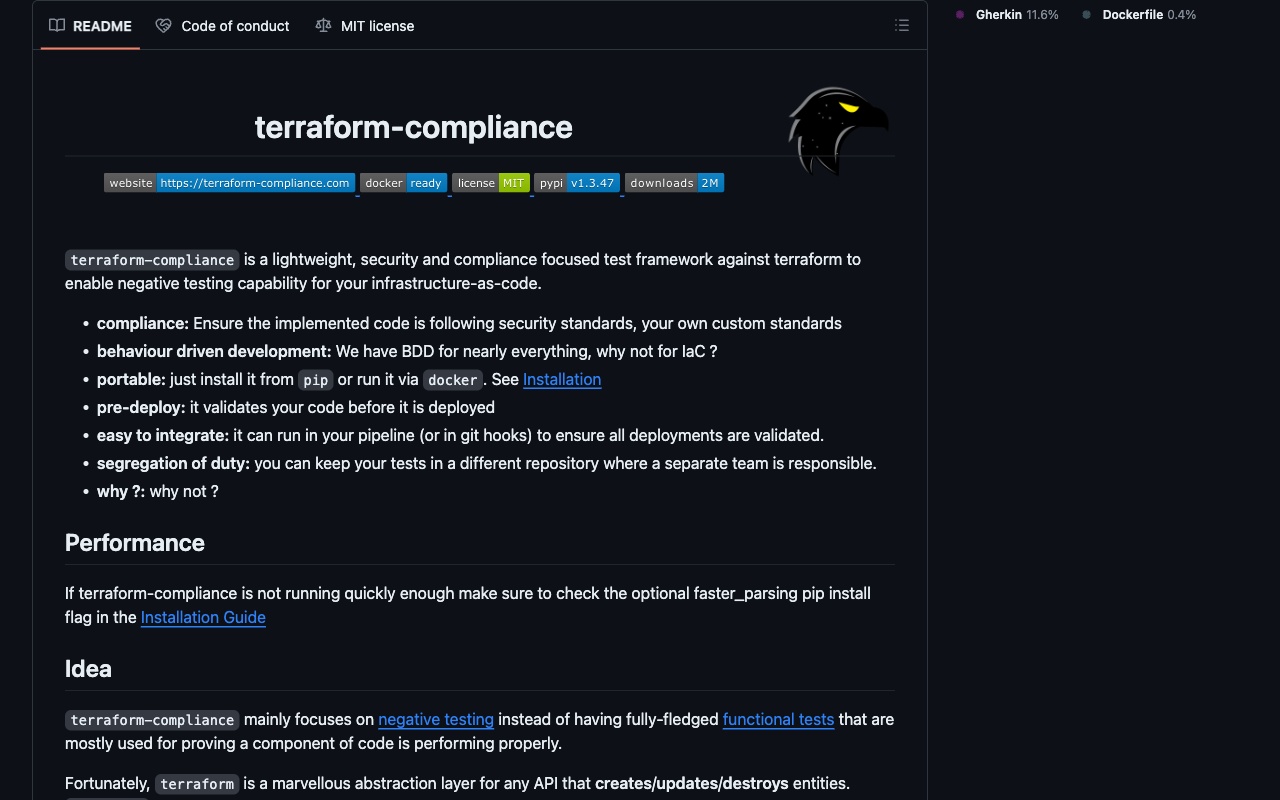 README Code of conduct MIT license
Gherkin 11.6% Dockerfile 0.4%
terraform-compliance
website https://terraform-compliance.com docker ready license MIT pypi v1.3.47 downloads 2M
terraform-compliance is a lightweight, security and compliance focused test framework against terraform to
enable negative testing capability for your infrastructure-as-code.
• compliance: Ensure the implemented code is following security standards, your own custom standards
• behaviour driven development: We have BDD for nearly everything, why not for IaC ?
• portable: just install it from pip or run it via docker. See Installation
• pre-deploy: it validates your code before it is deployed
• easy to integrate: it can run in your pipeline (or in git hooks) to ensure all deployments are validated.
• segregation of duty: you can keep your tests in a different repository where a separate team is responsible.
• why ?: why not ?
Performance
If terraform-compliance is not running quickly enough make sure to check the optional faster_parsing pip install
flag in the Installation Guide
Idea
terraform-compliance mainly focuses on negative testing instead of having fully-fledged functional tests that are
mostly used for proving a component of code is performing properly.
Fortunately, terraform is a marvellous abstraction layer for any API that creates/updates/destroys entities.